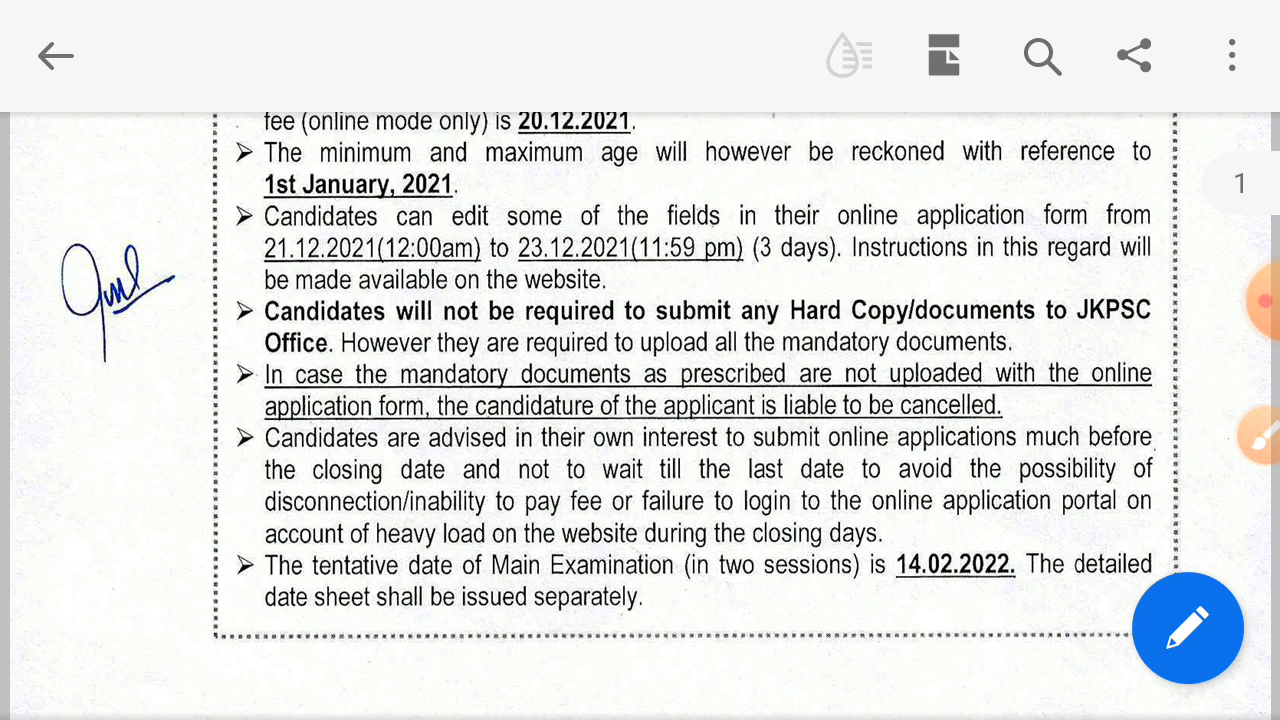 fee (online mode only) is 20.12.2021.
➢ The minimum and maximum age will however be reckoned with reference to
1st January, 2021.
➢ Candidates can edit some of the fields in their online application form from
21.12.2021(12:00am) to 23.12.2021(11:59 pm) (3 days). Instructions in this regard will
be made available on the website.
➢ Candidates will not be required to submit any Hard Copy/documents to JKPSC
Office. However they are required to upload all the mandatory documents.
➢ In case the mandatory documents as prescribed are not uploaded with the online
application form, the candidature of the applicant is liable to be cancelled.
➢ Candidates are advised in their own interest to submit online applications much before
the closing date and not to wait till the last date to avoid the possibility of
disconnection/inability to pay fee or failure to login to the online application portal on
account of heavy load on the website during the closing days.
➢ The tentative date of Main Examination (in two sessions) is 14.02.2022. The detailed
date sheet shall be issued separately.
1